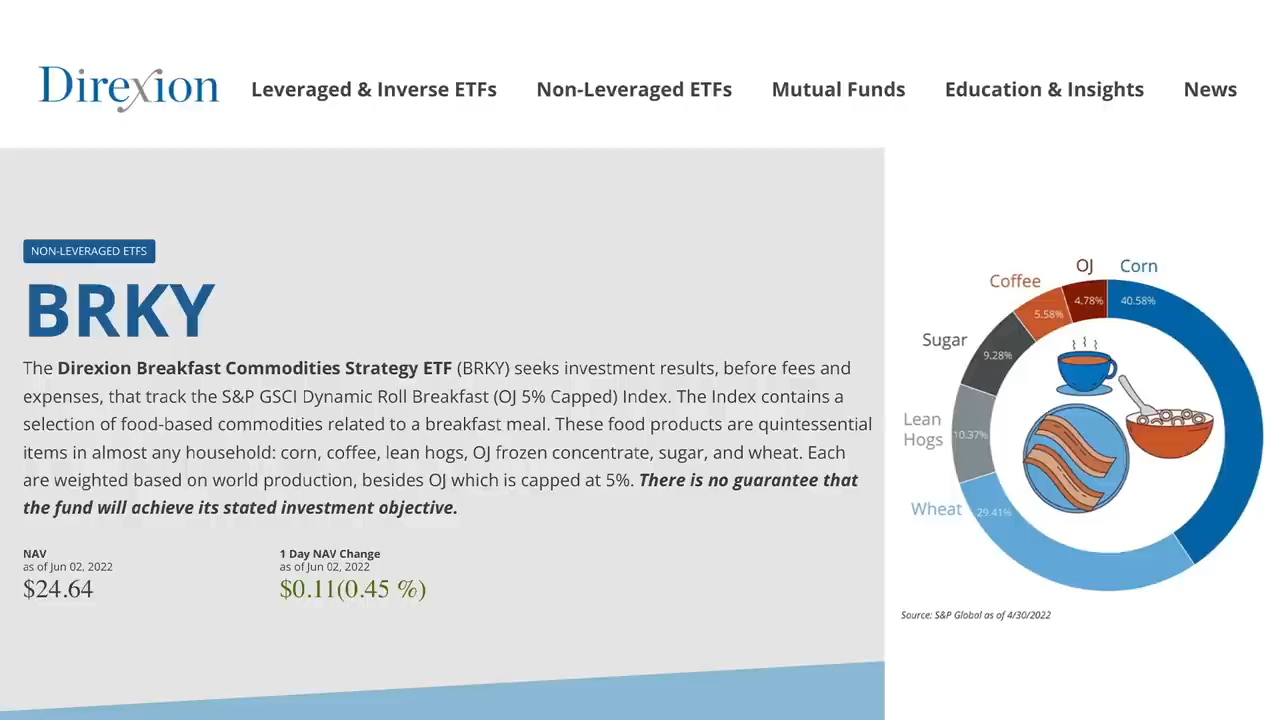 Direxion
Leveraged & Inverse ETFs
Non-Leveraged ETFs
Mutual Funds
Education & Insights
News
NON-LEVERAGED ETFS
BRKY
The Direxion Breakfast Commodities Strategy ETF (BRKY) seeks investment results, before fees and
expenses, that track the S&P GSCI Dynamic Roll Breakfast (OJ 5% Capped) Index. The Index contains a
selection of food-based commodities related to a breakfast meal. These food products are quintessential
items in almost any household: corn, coffee, lean hogs, OJ frozen concentrate, sugar, and wheat. Each
are weighted based on world production, besides OJ which is capped at 5%. There is no guarantee that
the fund will achieve its stated investment objective.
NAV
as of Jun 02, 2022
$24.64
1 Day NAV Change
as of Jun 02, 2022
$0.11(0.45 %)
OJ
Corn
Coffee
4.78%
40.58%
5.58%
Sugar
9.28%
Lean
Hogs
10.37%
Wheat
29.41%
Source: S&P Global as of 4/30/2022